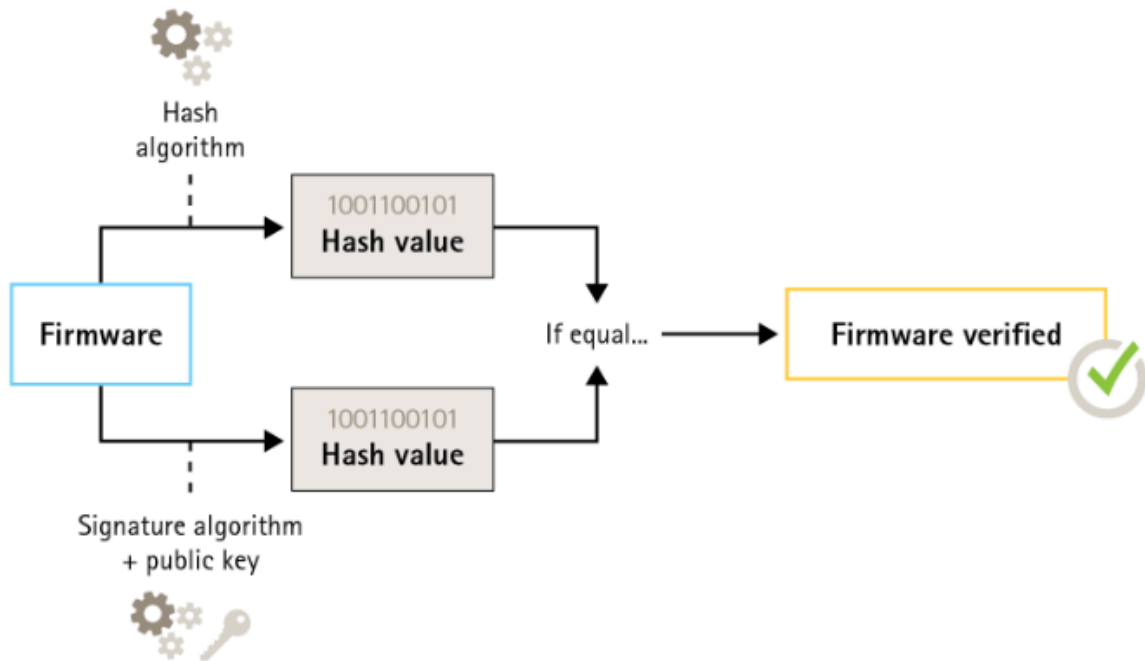 Hash
algorithm
1001100101
Hash value
Firmware
If equal...
Firmware verified
1001100101
Hash value
Signature algorithm
+ public key